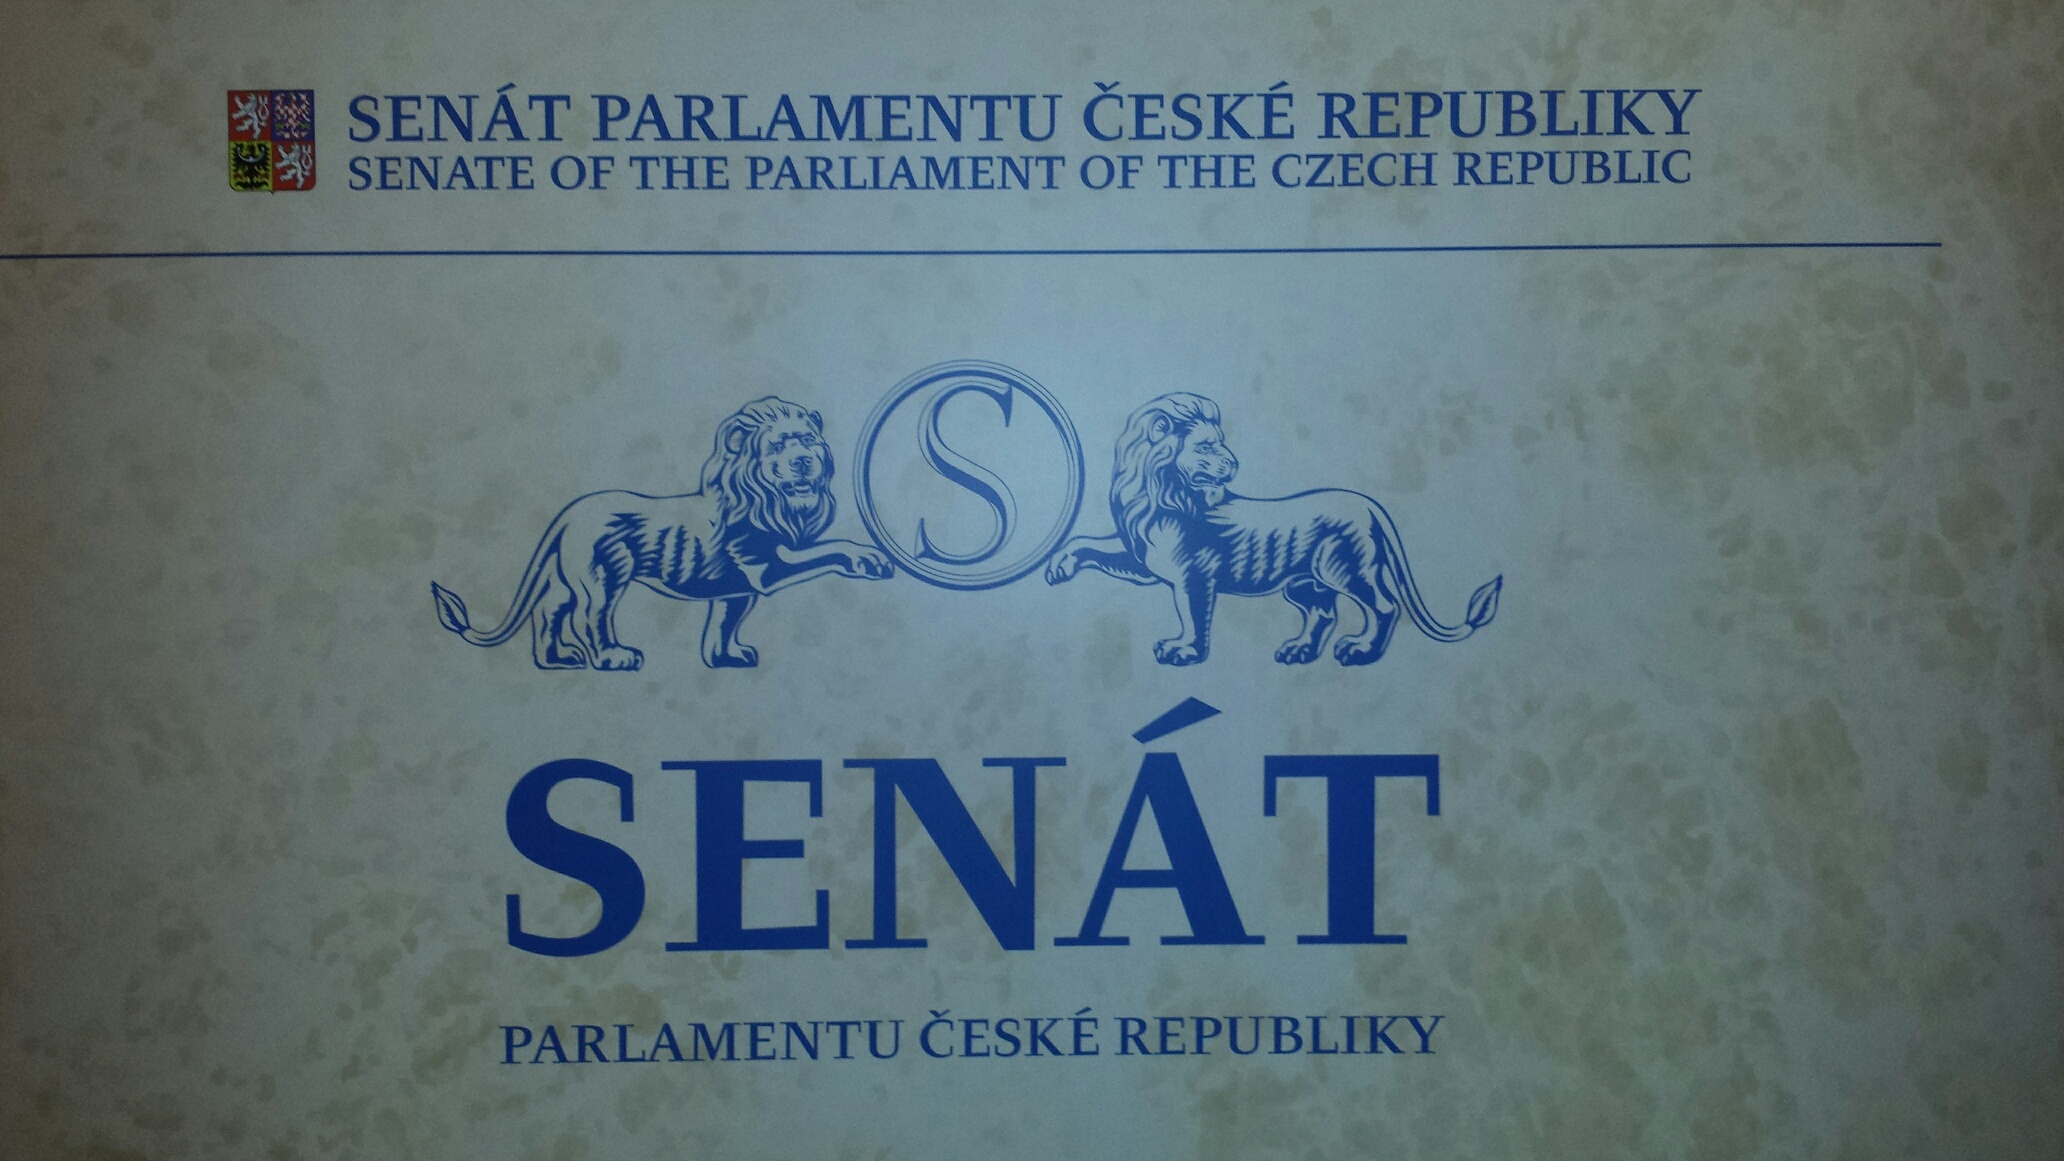 SENÁT PARLAMENTU ČESKÉ REPUBLIKY
SENATE OF THE PARLIAMENT OF THE CZECH REPUBLIC
S
SENÁT
PARLAMENTU ČESKÉ REPUBLIKY